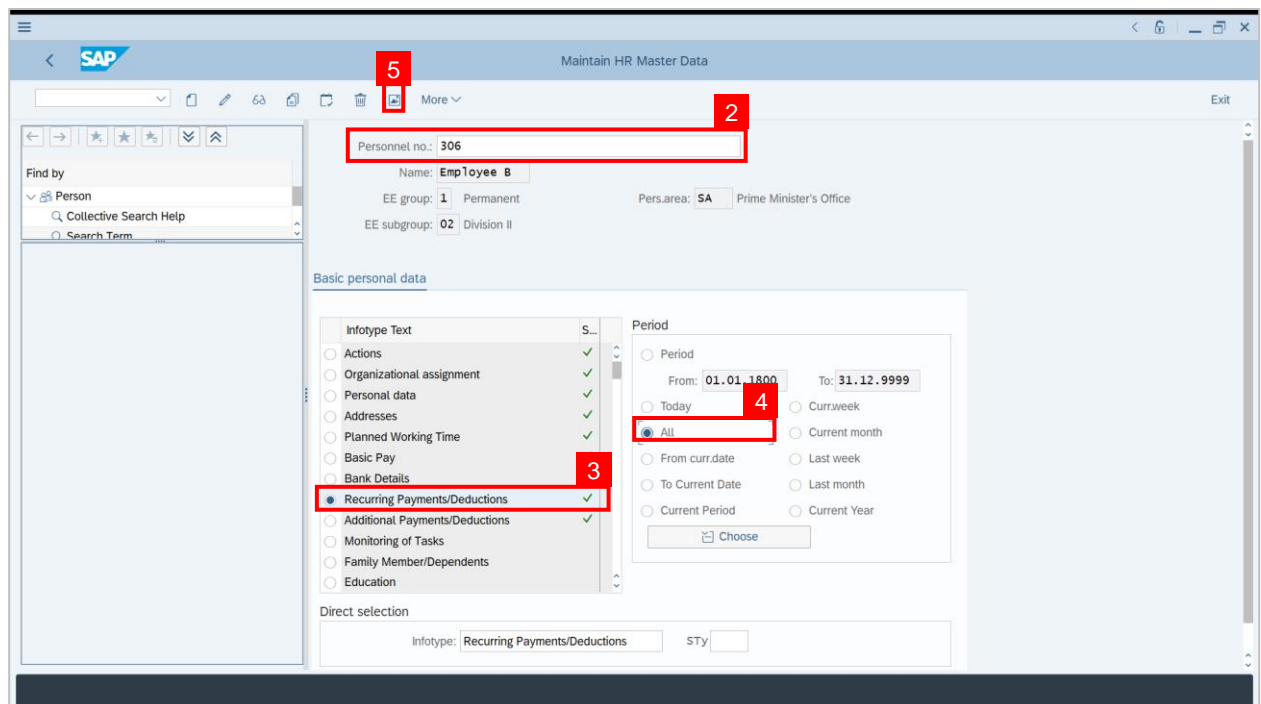 SAP
Maintain HR Master Data
5
More
Exit
2
Personnel no.: 306
Find by
Name: Employee B
Person
EE group: 1 Permanent
Pers.area: SA Prime Minister's Office
Collective Search Help
EE subgroup: 02 Division II
Search Term
Basic personal data
Infotype Text S...
Actions
Organizational assignment
Personal data
Addresses
Planned Working Time
Basic Pay
Bank Details
3
Recurring Payments/Deductions
Additional Payments/Deductions
Monitoring of Tasks
Family Member/Dependents
Education
Period
Period
From: 01.01.1800 To: 31.12.9999
Today
4
Curr.week
All
Current month
From curr.date
Last week
To Current Date
Last month
Current Period
Current Year
Choose
Direct selection
Infotype: Recurring Payments/Deductions STy